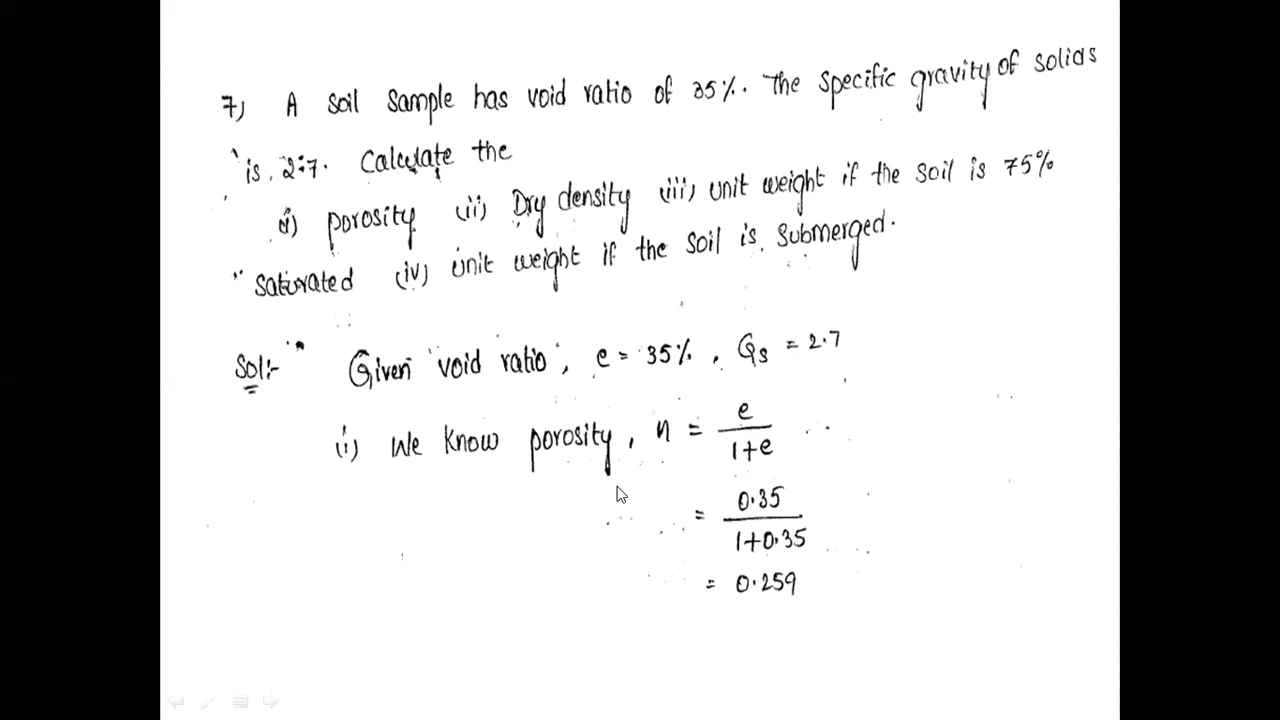 7) A soil sample has void ratio of 35%. The specific gravity of solids
is 2.7. Calculate the
(i) porosity (ii) Dry density (iii) unit weight if the soil is 75%
saturated (iv) unit weight if the soil is submerged.
Sol:- Given void ratio, e = 35%, Gs = 2.7
(i) We know porosity, n = e / 1+e
= 0.35 / 1+0.35
= 0.259